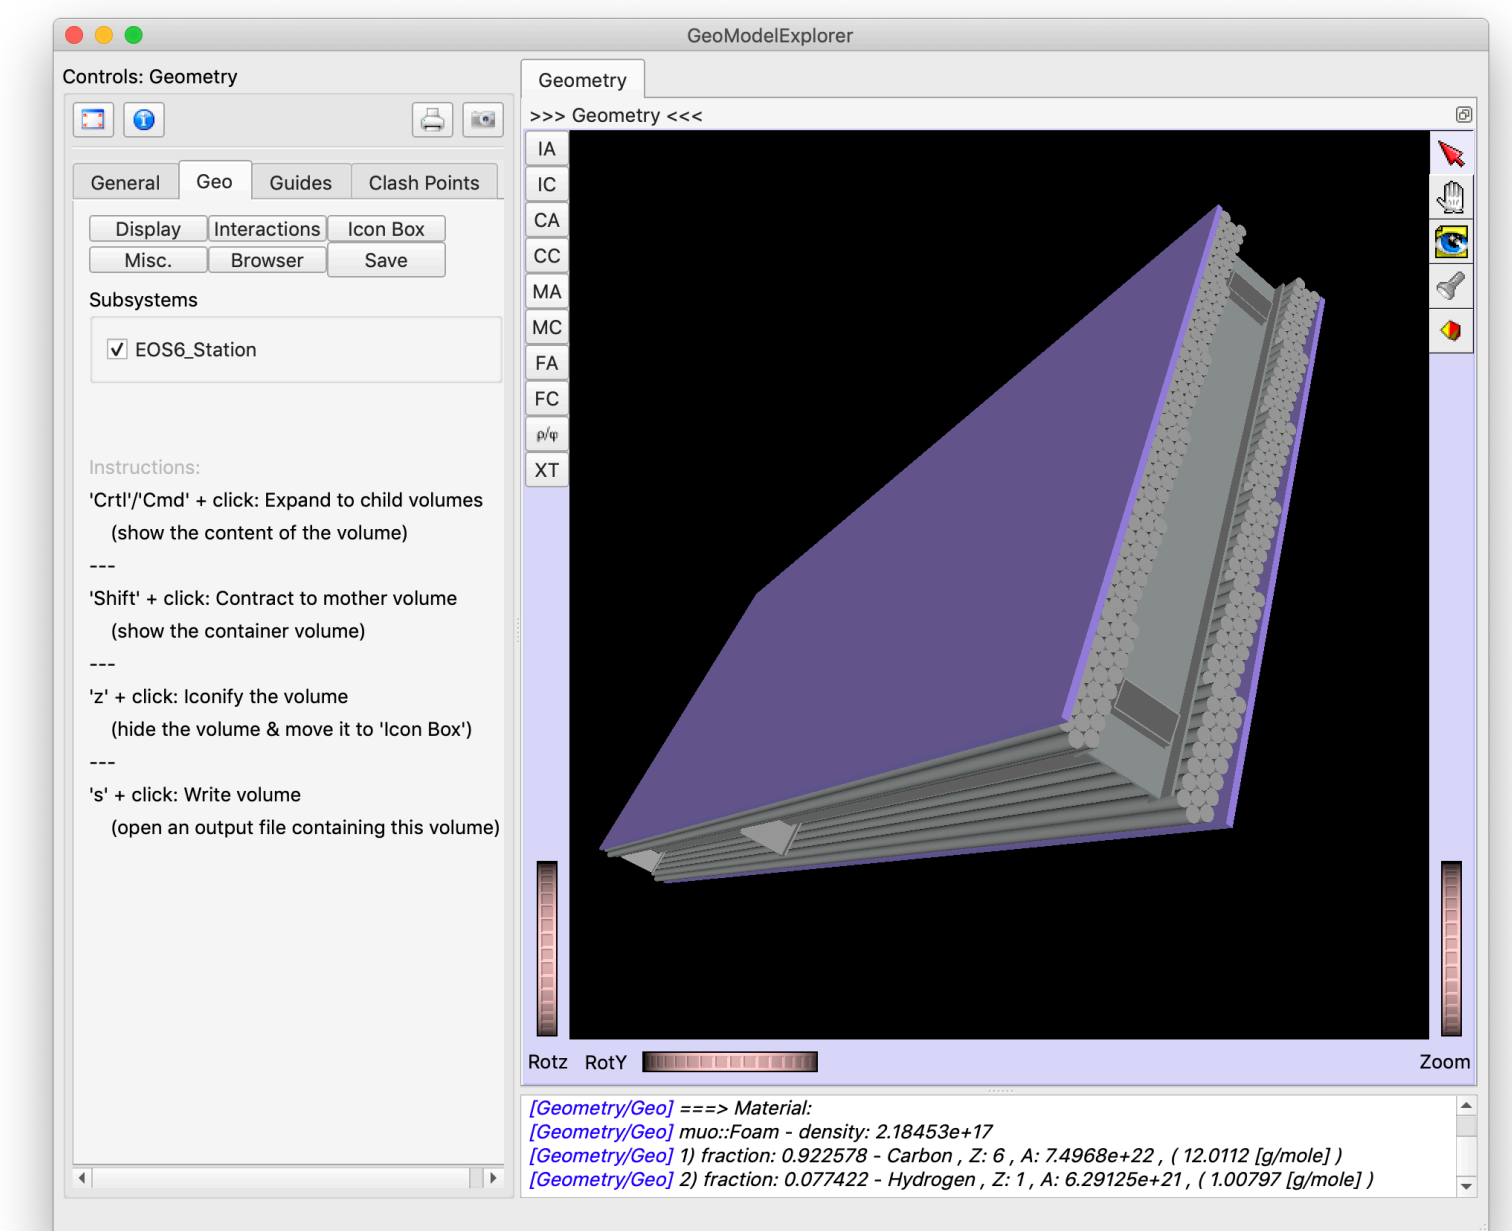 GeoModelExplorer
Controls: Geometry
General Geo Guides Clash Points
Display Interactions Icon Box
Misc. Browser Save
Subsystems
EOS6_Station
Instructions:
'Crtl'/'Cmd' + click: Expand to child volumes
(show the content of the volume)
---
'Shift' + click: Contract to mother volume
(show the container volume)
---
'z' + click: Iconify the volume
(hide the volume & move it to 'Icon Box')
---
's' + click: Write volume
(open an output file containing this volume)
Geometry
>>> Geometry <<<
IA
IC
CA
CC
MA
MC
FA
FC
ρ/φ
XT
Rotz RotY Zoom
[Geometry/Geo] ===> Material:
[Geometry/Geo] muo::Foam - density: 2.18453e+17
[Geometry/Geo] 1) fraction: 0.922578 - Carbon , Z: 6 , A: 7.4968e+22 , ( 12.0112 [g/mole] )
[Geometry/Geo] 2) fraction: 0.077422 - Hydrogen , Z: 1 , A: 6.29125e+21 , ( 1.00797 [g/mole] )